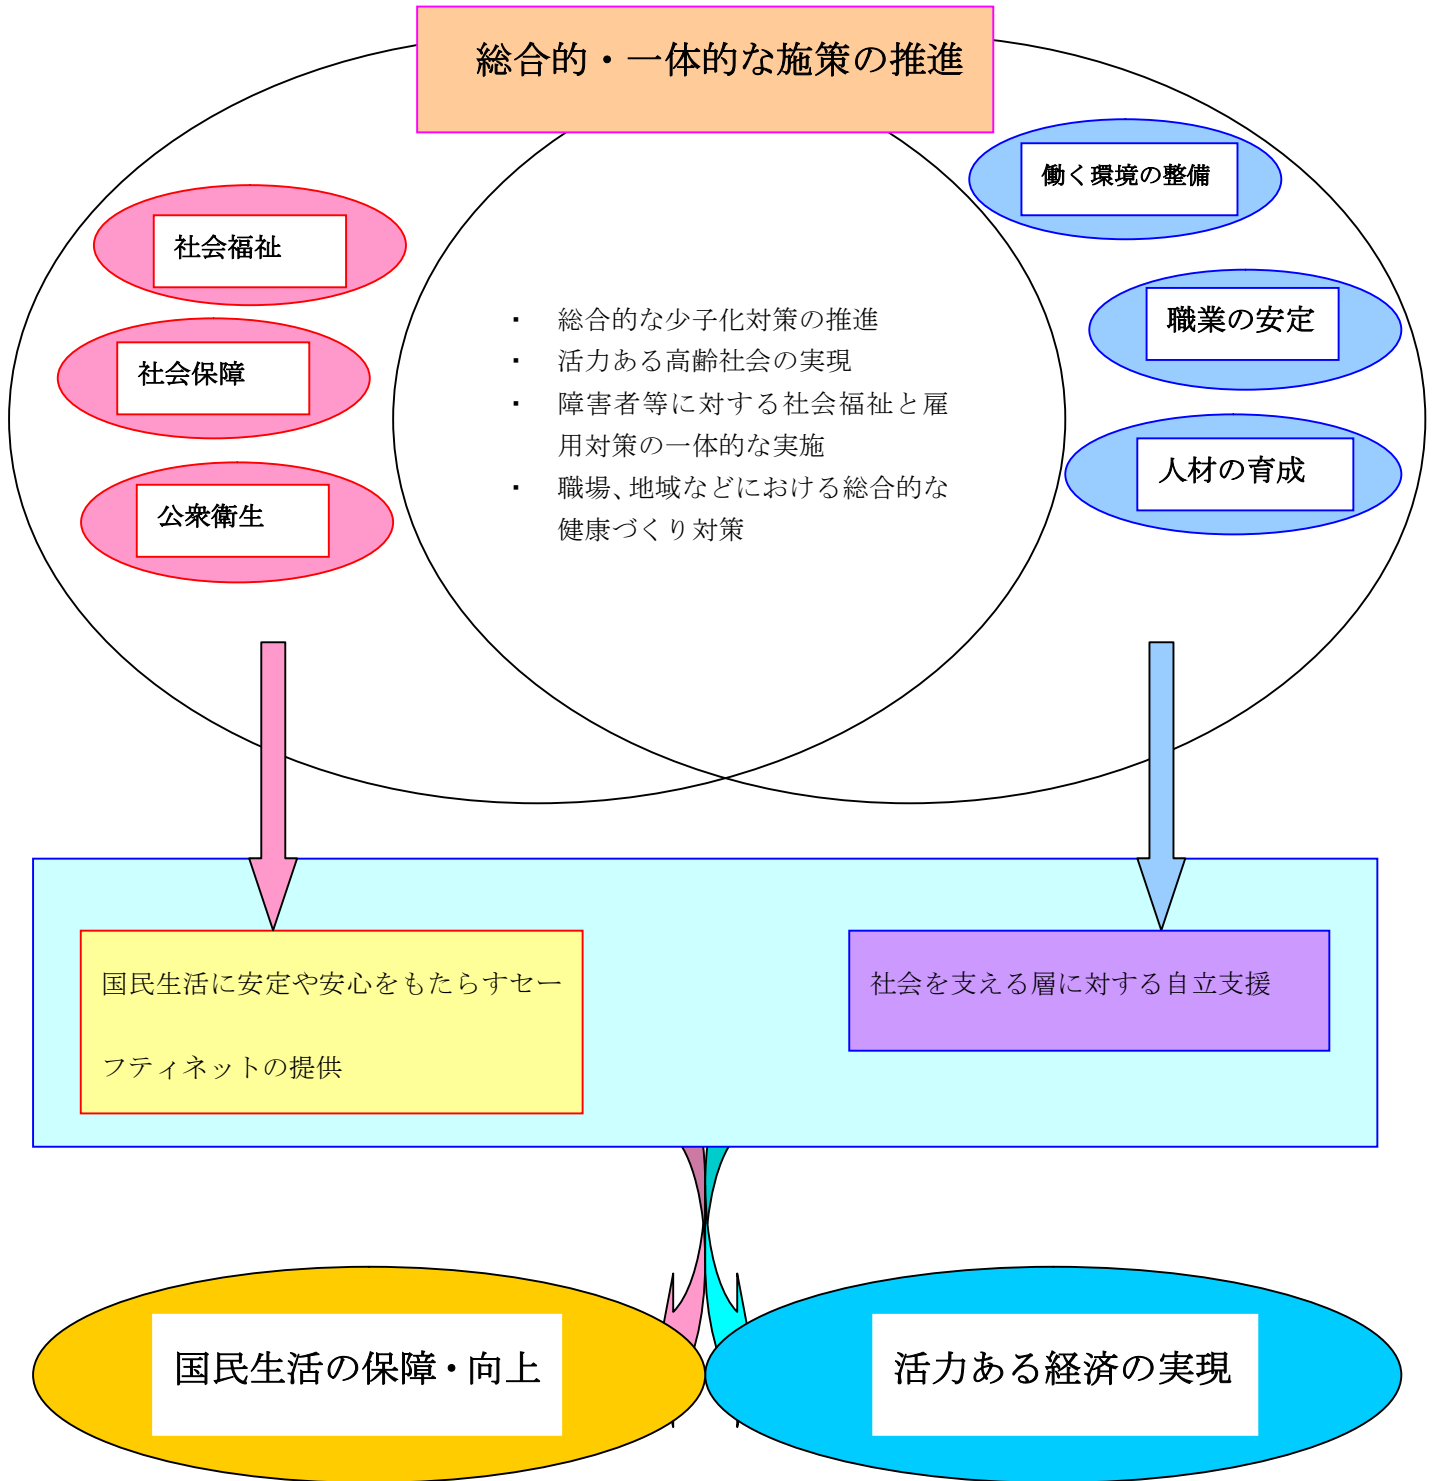 総合的・一体的な施策の推進
働く環境の整備
社会福祉
職業の安定
社会保障
人材の育成
公衆衛生
・ 総合的な少子化対策の推進
・ 活力ある高齢社会の実現
・ 障害者等に対する社会福祉と雇
用対策の一体的な実施
・ 職場、地域などにおける総合的な
健康づくり対策
国民生活に安定や安心をもたらすセー
フティネットの提供
社会を支える層に対する自立支援
国民生活の保障・向上
活力ある経済の実現